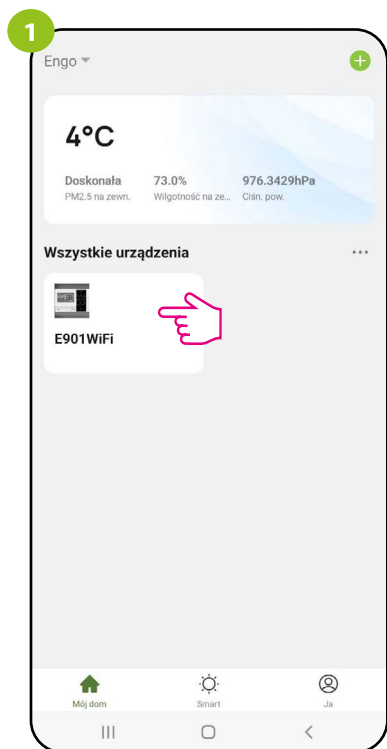 1
Engo
4°C
Doskonała 73.0% 976.3429hPa
PM2.5 na zewn. Wilgotność na ze... Ciśn. pow.
Wszystkie urządzenia
E901WiFi
Mój dom Smart Ja